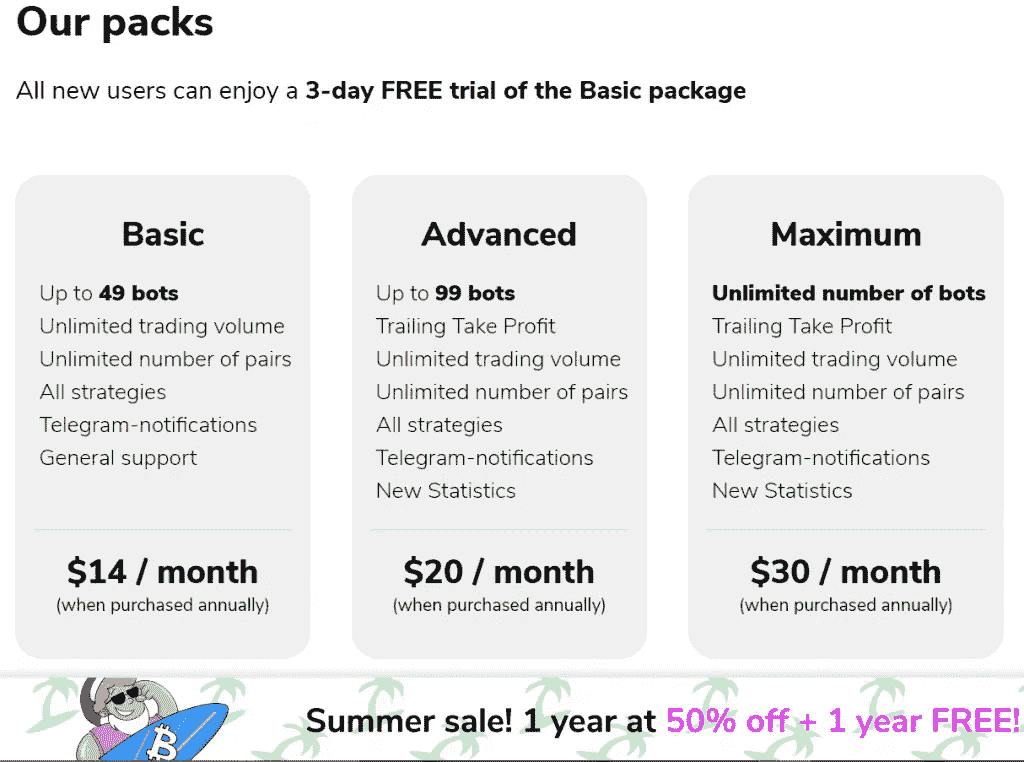 Our packs
All new users can enjoy a 3-day FREE trial of the Basic package
Basic
Up to 49 bots
Unlimited trading volume
Unlimited number of pairs
All strategies
Telegram-notifications
General support
$14 / month
(when purchased annually)
Advanced
Up to 99 bots
Trailing Take Profit
Unlimited trading volume
Unlimited number of pairs
All strategies
Telegram-notifications
New Statistics
$20 / month
(when purchased annually)
Maximum
Unlimited number of bots
Trailing Take Profit
Unlimited trading volume
Unlimited number of pairs
All strategies
Telegram-notifications
New Statistics
$30 / month
(when purchased annually)
Summer sale! 1 year at 50% off + 1 year FREE!